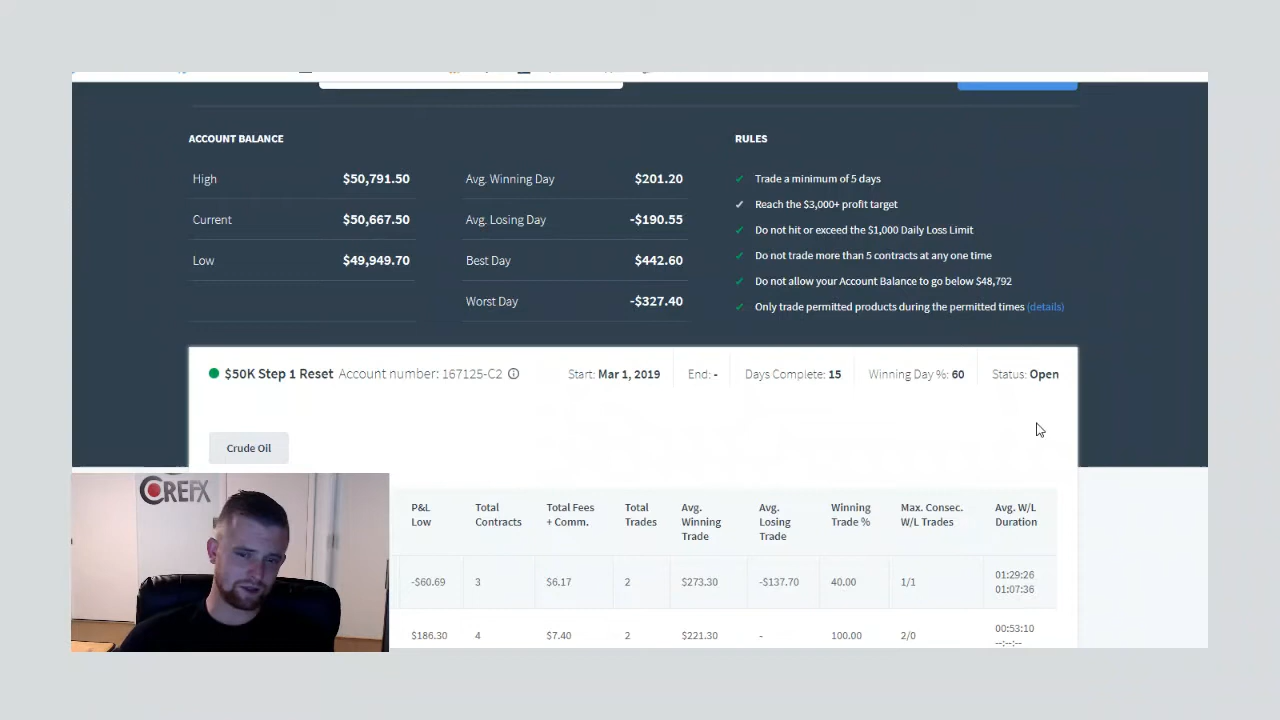 ACCOUNT BALANCE
High $50,791.50
Current $50,667.50
Low $49,949.70
Avg. Winning Day $201.20
Avg. Losing Day -$190.55
Best Day $442.60
Worst Day -$327.40
RULES
Trade a minimum of 5 days
Reach the $3,000+ profit target
Do not hit or exceed the $1,000 Daily Loss Limit
Do not trade more than 5 contracts at any one time
Do not allow your Account Balance to go below $48,792
Only trade permitted products during the permitted times (details)
$50K Step 1 Reset Account number: 167125-C2 Start: Mar 1, 2019 End: - Days Complete: 15 Winning Day %: 60 Status: Open
Crude Oil
COREFX
P&L Low Total Contracts Total Fees + Comm. Total Trades Avg. Winning Trade Avg. Losing Trade Winning Trade % Max. Consec. W/L Trades Avg. W/L Duration
-$60.69 3 $6.17 2 $273.30 -$137.70 40.00 1/1 01:29:26 01:07:36
$186.30 4 $7.40 2 $221.30 - 100.00 2/0 00:53:10 --:--:--